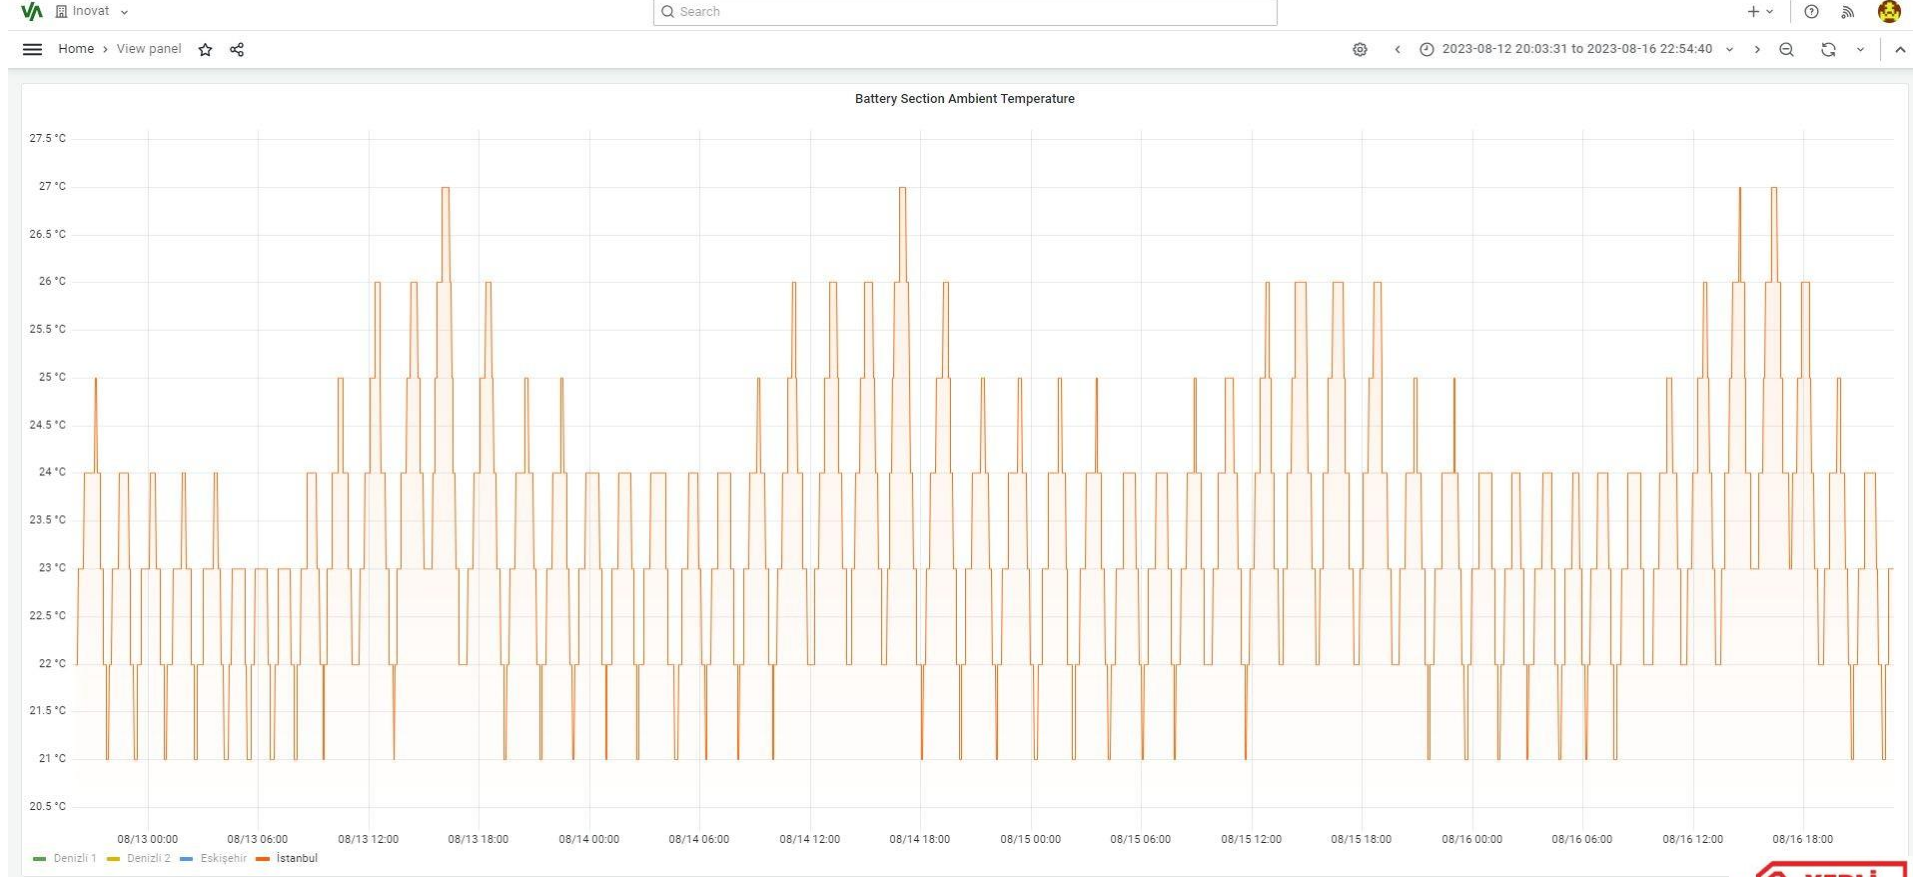 Inovat
Search
Home › View panel
2023-08-12 20:03:31 to 2023-08-16 22:54:40
Battery Section Ambient Temperature
27.5 °C
27 °C
26.5 °C
26 °C
25.5 °C
25 °C
24.5 °C
24 °C
23.5 °C
23 °C
22.5 °C
22 °C
21.5 °C
21 °C
20.5 °C
08/13 00:00 08/13 06:00 08/13 12:00 08/13 18:00 08/14 00:00 08/14 06:00 08/14 12:00 08/14 18:00 08/15 00:00 08/15 06:00 08/15 12:00 08/15 18:00 08/16 00:00 08/16 06:00 08/16 12:00 08/16 18:00
Denizli 1 Denizli 2 Eskişehir İstanbul